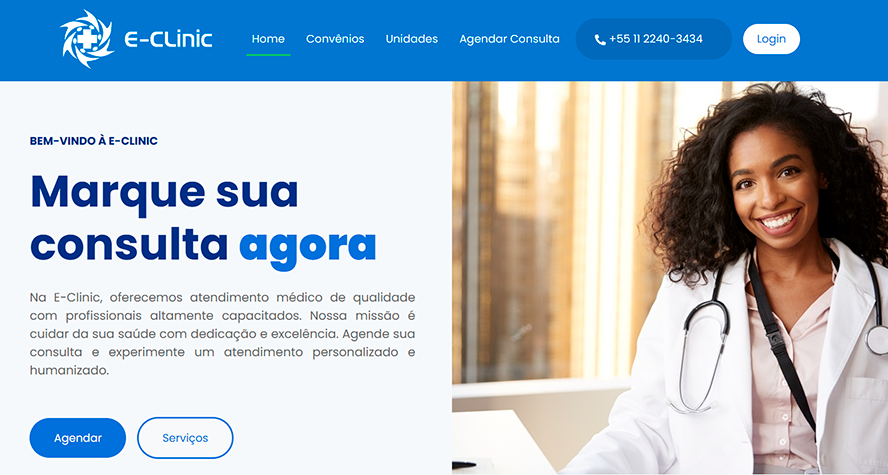 E-CLinic
Home
Convênios
Unidades
Agendar Consulta
+55 11 2240-3434
Login
BEM-VINDO À E-CLINIC
Marque sua
consulta agora
Na E-Clinic, oferecemos atendimento médico de qualidade
com profissionais altamente capacitados. Nossa missão é
cuidar da sua saúde com dedicação e excelência. Agende sua
consulta e experimente um atendimento personalizado e
humanizado.
Agendar
Serviços